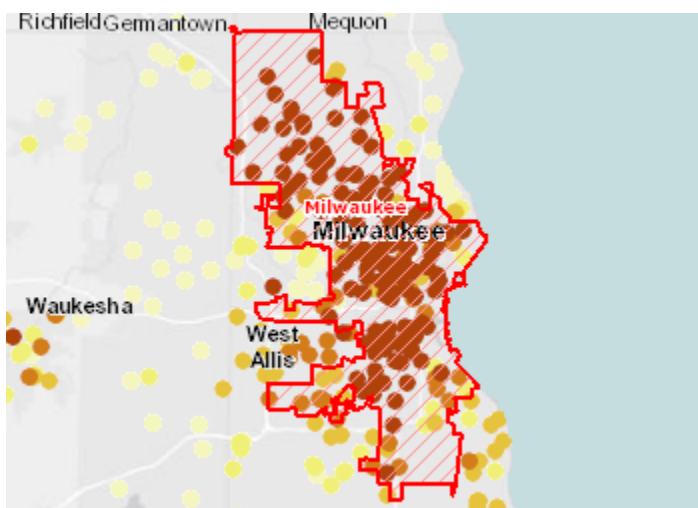 Richfield Germantown Mequon
Milwaukee
Milwaukee
Waukesha
West
Allis